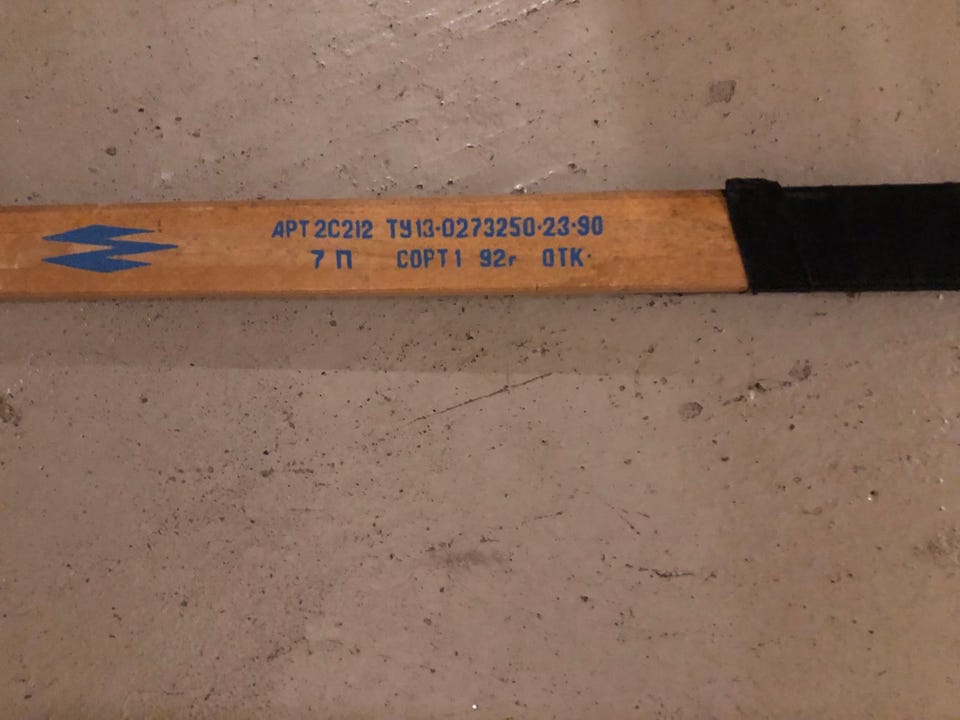 АРТ 2С212 ТУ13-0273250-23-90
7 П СОРТ 1 92г ОТК.